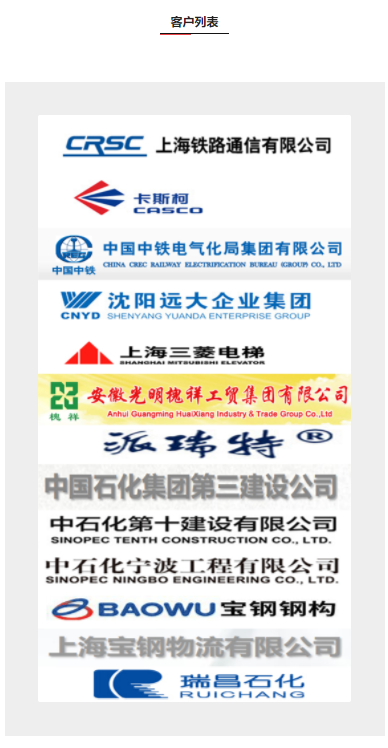 客户列表
CRSC 上海铁路通信有限公司
卡斯柯
CASCO
中国中铁电气化局集团有限公司
CHINA CREC RAILWAY ELECTRIFICATION BUREAU (GROUP) CO., LTD
中国中铁
沈阳远大企业集团
CNYD SHENYANG YUANDA ENTERPRISE GROUP
上海三菱电梯
SHANGHAI MITSUBISHI ELEVATOR
安徽光明槐祥工贸集团有限公司
槐祥 Anhui Guangming HuaiXiang Industry & Trade Group Co.,Ltd
派瑞特®
中国石化集团第三建设公司
中石化第十建设有限公司
SINOPEC TENTH CONSTRUCTION CO., LTD.
中石化宁波工程有限公司
SINOPEC NINGBO ENGINEERING CO., LTD.
BAOWU 宝钢钢构
上海宝钢物流有限公司
瑞昌石化
RUICHANG